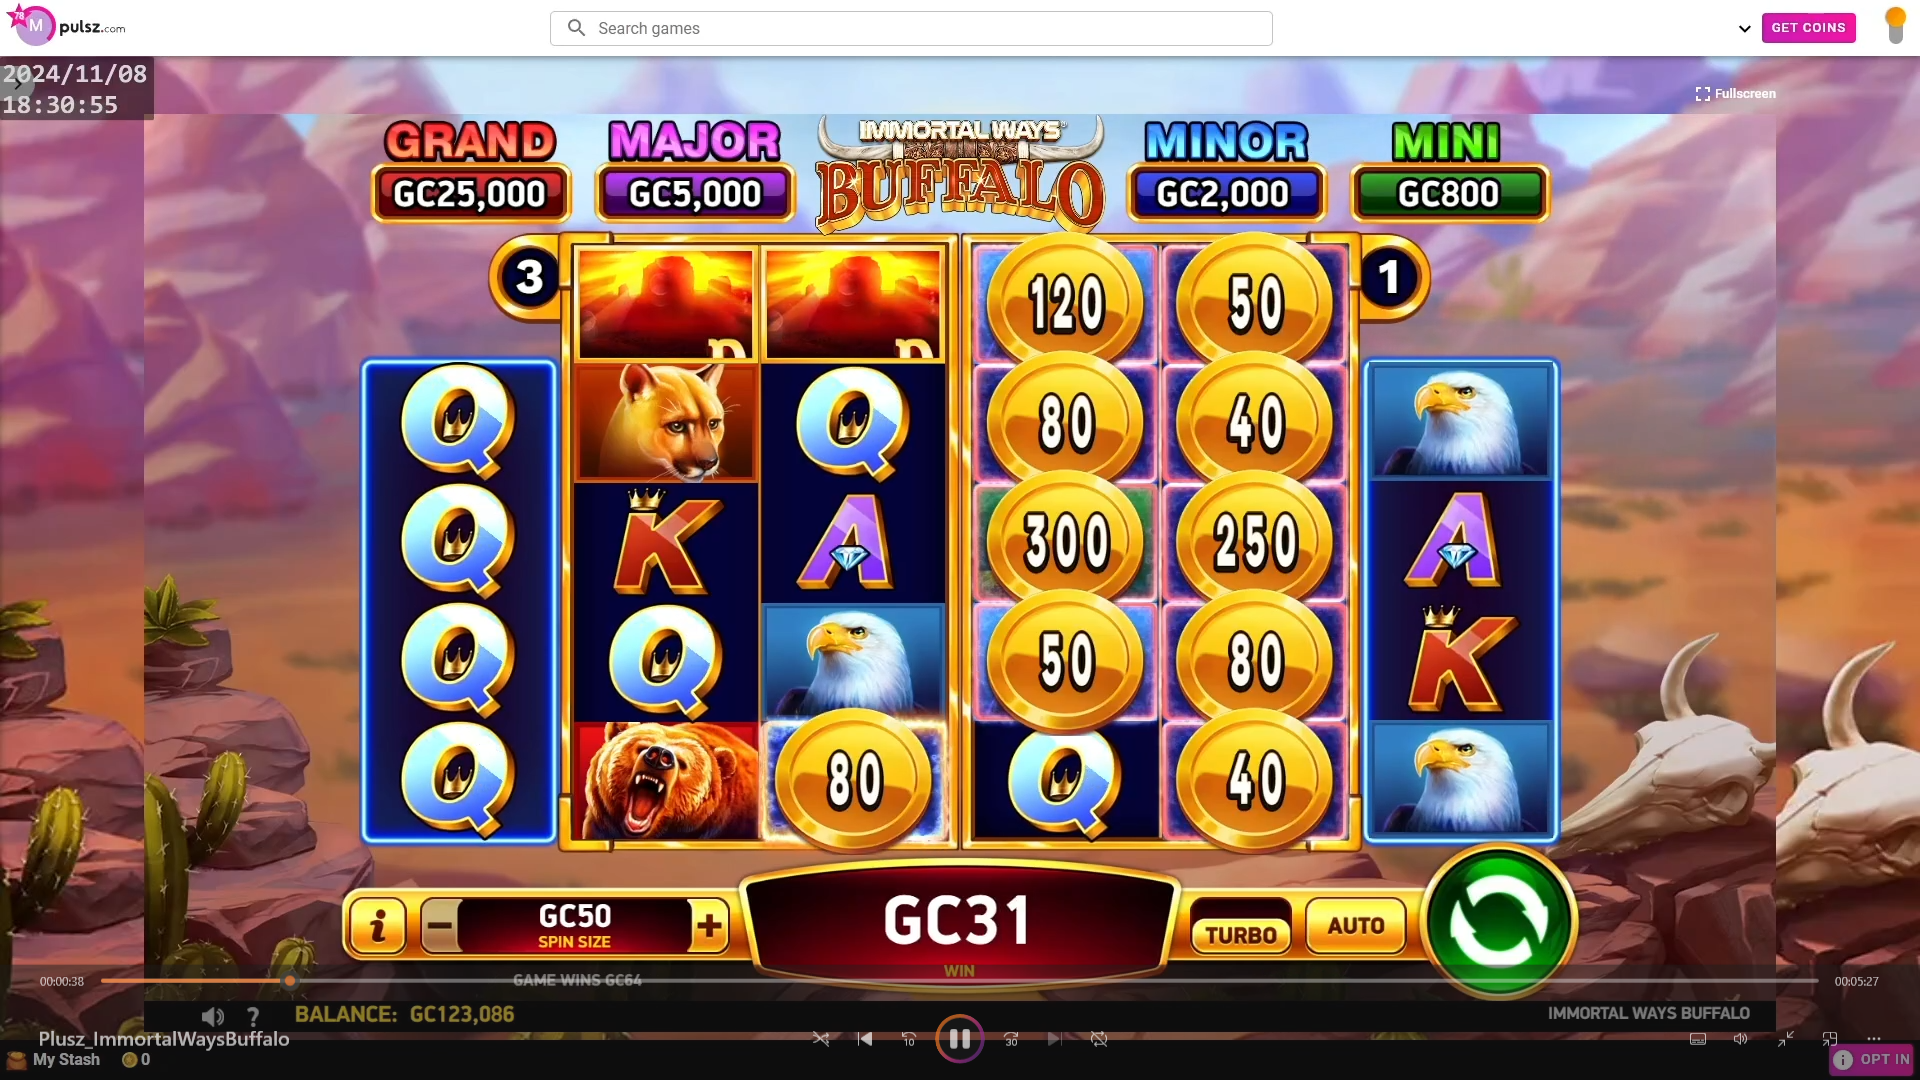 78
M pulsz.com
Search games
GET COINS
2024/11/08
18:30:55
Fullscreen
GRAND
GC25,000
MAJOR
GC5,000
IMMORTAL WAYS
BUFFALO
MINOR
GC2,000
MINI
GC800
3
1
120
50
Q
Q
80
40
Q
K
A
300
250
A
Q
Q
50
80
K
Q
80
Q
40
i
-
GC50
SPIN SIZE
+
GC31
WIN
TURBO
AUTO
00:00:38
GAME WINS GC64
00:05:27
?
BALANCE: GC123,086
IMMORTAL WAYS BUFFALO
Plusz_ImmortalWaysBuffalo
10
30
My Stash
0
i OPT IN